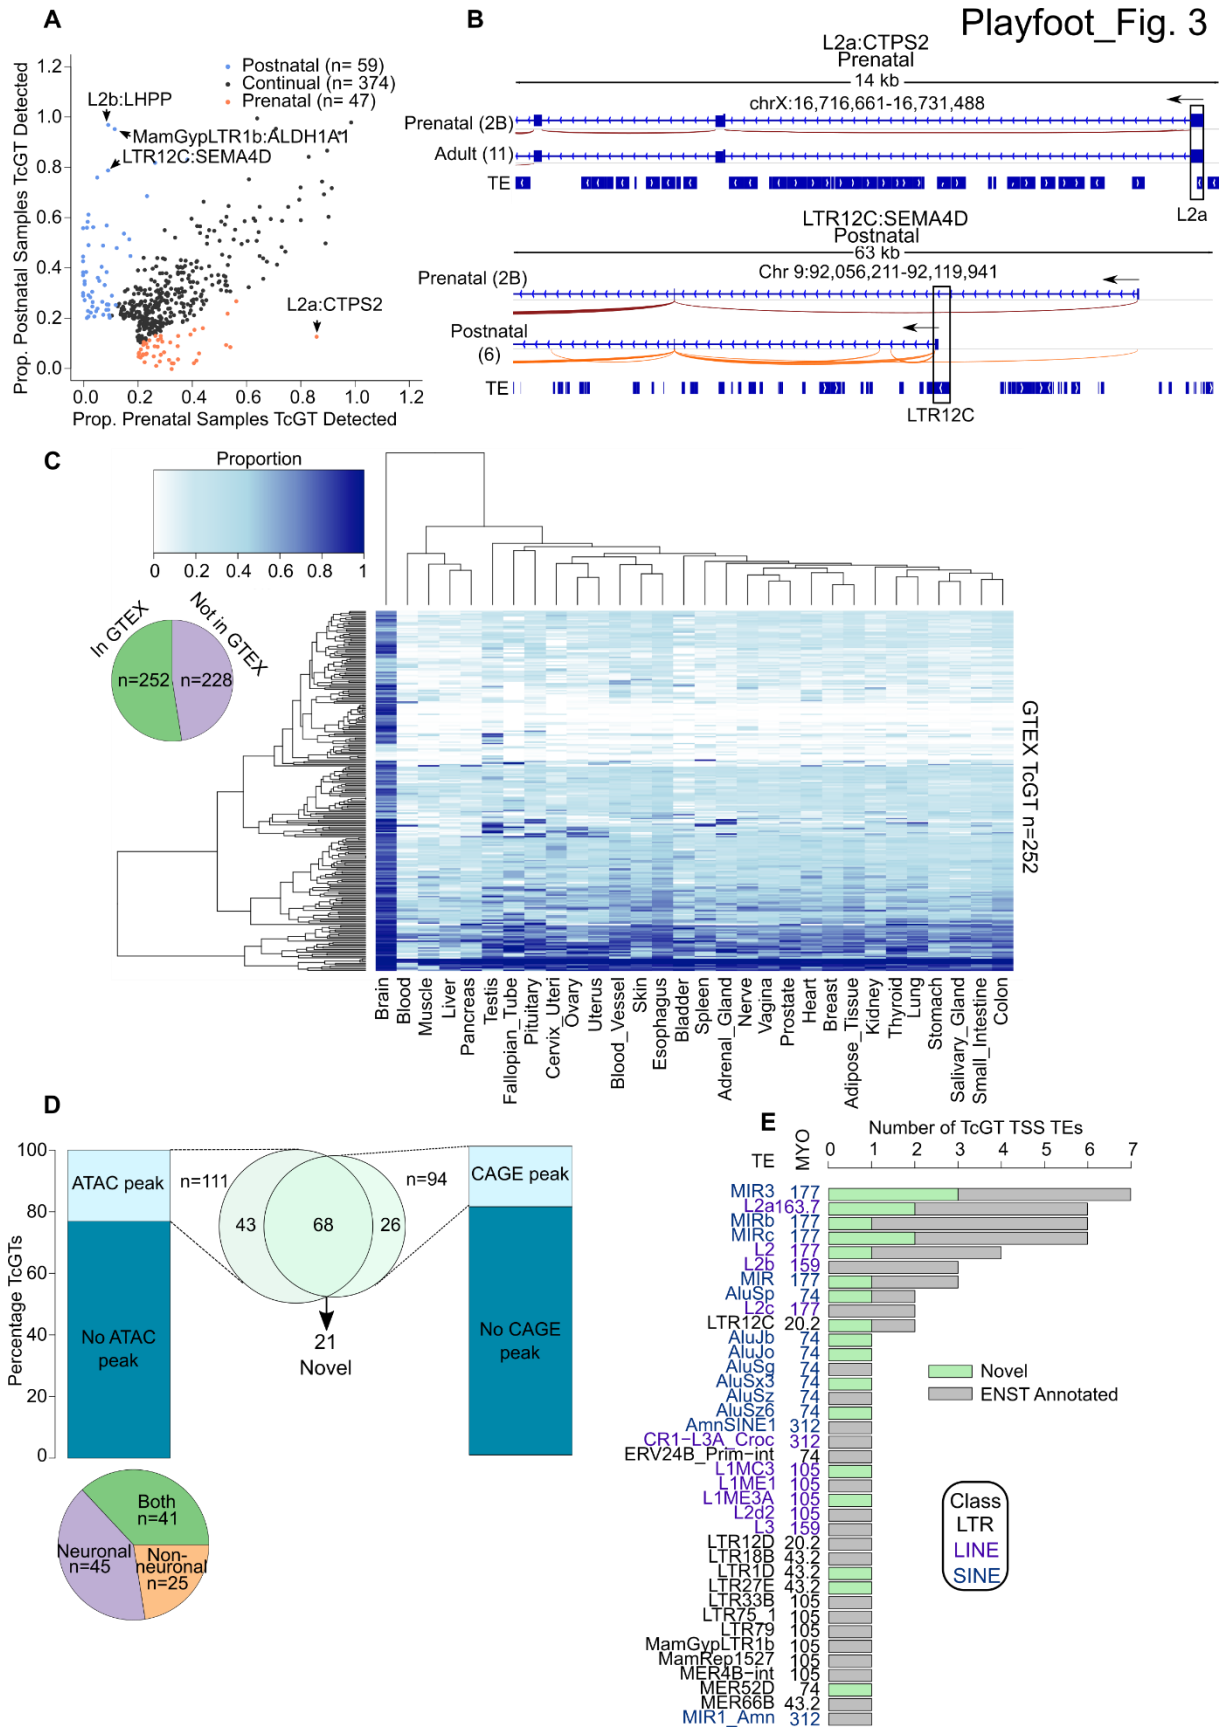 Playfoot_Fig. 3
A
1.2
1.0
0.8
0.6
0.4
0.2
0.0
Prop. Postnatal Samples TcGT Detected
0.0 0.2 0.4 0.6 0.8 1.0 1.2
Prop. Prenatal Samples TcGT Detected
Postnatal (n= 59)
Continual (n= 374)
Prenatal (n= 47)
L2b:LHPP
MamGypLTR1b:ALDH1A1
LTR12C:SEMA4D
L2a:CTPS2
B
L2a:CTPS2
Prenatal
14 kb
chrX:16,716,661-16,731,488
Prenatal (2B)
Adult (11)
TE
L2a
LTR12C:SEMA4D
Postnatal
63 kb
Chr 9:92,056,211-92,119,941
Prenatal (2B)
Postnatal
(6)
TE
LTR12C
C
Proportion
0 0.2 0.4 0.6 0.8 1
In GTEX
Not in GTEX
n=252
n=228
GTEX TcGT n=252
Brain
Blood
Muscle
Liver
Pancreas
Testis
Fallopian_Tube
Pituitary
Cervix_Uteri
Ovary
Uterus
Blood_Vessel
Skin
Esophagus
Bladder
Spleen
Adrenal_Gland
Nerve
Vagina
Prostate
Heart
Breast
Adipose_Tissue
Kidney
Thyroid
Lung
Stomach
Salivary_Gland
Small_Intestine
Colon
D
Percentage TcGTs
100
80
60
40
20
0
ATAC peak
No ATAC
peak
n=111
43
68
26
n=94
21
Novel
CAGE peak
No CAGE
peak
Both
n=41
Neuronal
n=45
Non-
neuronal
n=25
E
Number of TcGT TSS TEs
TE MYO 0 1 2 3 4 5 6 7
MIR3 177
L2a 163.7
MIRb 177
MIRc 177
L2 177
L2b 159
MIR 177
AluSp 74
L2c 177
LTR12C 20.2
AluJb 74
AluJo 74
AluSg 74
AluSx3 74
AluSz 74
AluSz6 74
AmnSINE1 312
CR1−L3A_Croc 312
ERV24B_Prim−int 74
L1MC3 105
L1ME1 105
L1ME3A 105
L2d2 105
L3 159
LTR12D 20.2
LTR18B 43.2
LTR1D 43.2
LTR27E 43.2
LTR33B 105
LTR75_1 105
LTR79 105
MamGypLTR1b 105
MamRep1527 105
MER4B−int 105
MER52D 74
MER66B 43.2
MIR1_Amn 312
Novel
ENST Annotated
Class
LTR
LINE
SINE